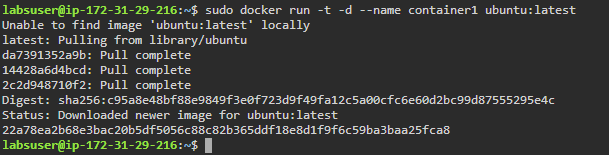 labsuser@ip-172-31-29-216:~$ sudo docker run -t -d --name container1 ubuntu:latest
Unable to find image 'ubuntu:latest' locally
latest: Pulling from library/ubuntu
da7391352a9b: Pull complete
14428a6d4bcd: Pull complete
2c2d948710f2: Pull complete
Digest: sha256:c95a8e48bf88e9849f3e0f723d9f49fa12c5a00cfc6e60d2bc99d87555295e4c
Status: Downloaded newer image for ubuntu:latest
22a78ea2b68e3bac20b5df5056c88c82b365ddf18e8d1f9f6c59ba3baa25fca8
labsuser@ip-172-31-29-216:~$